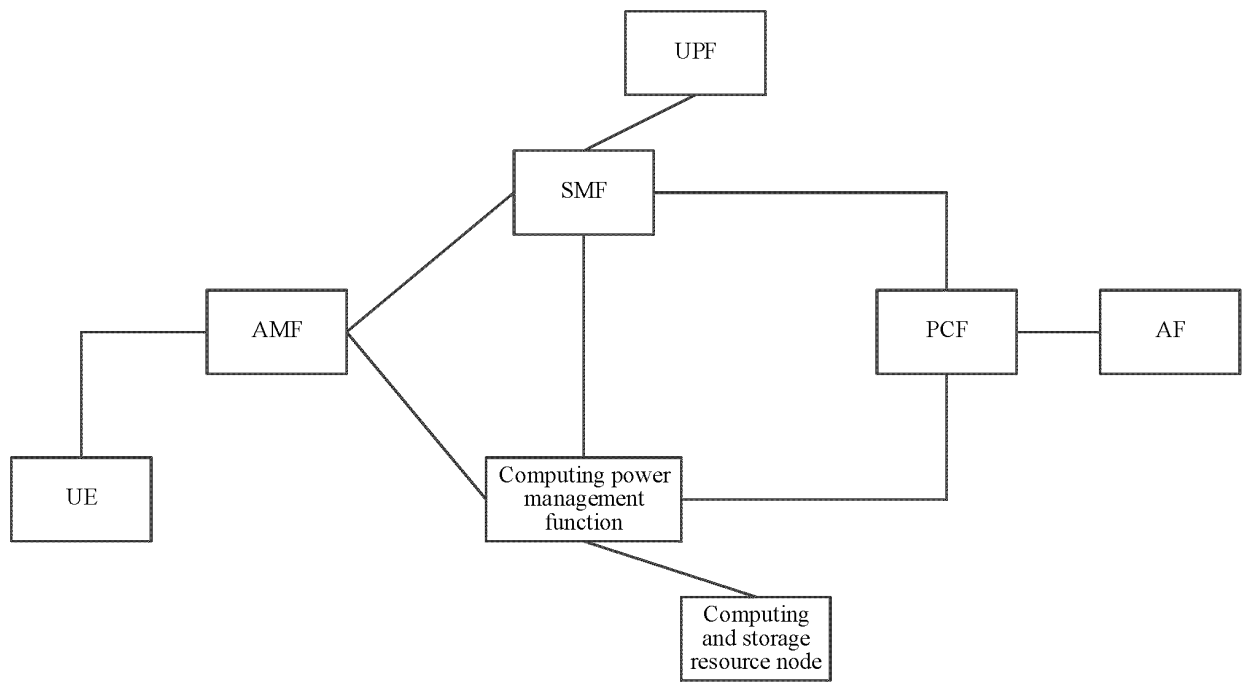 UPF
SMF
AMF
PCF
AF
UE
Computing power
management
function
Computing
and storage
resource node